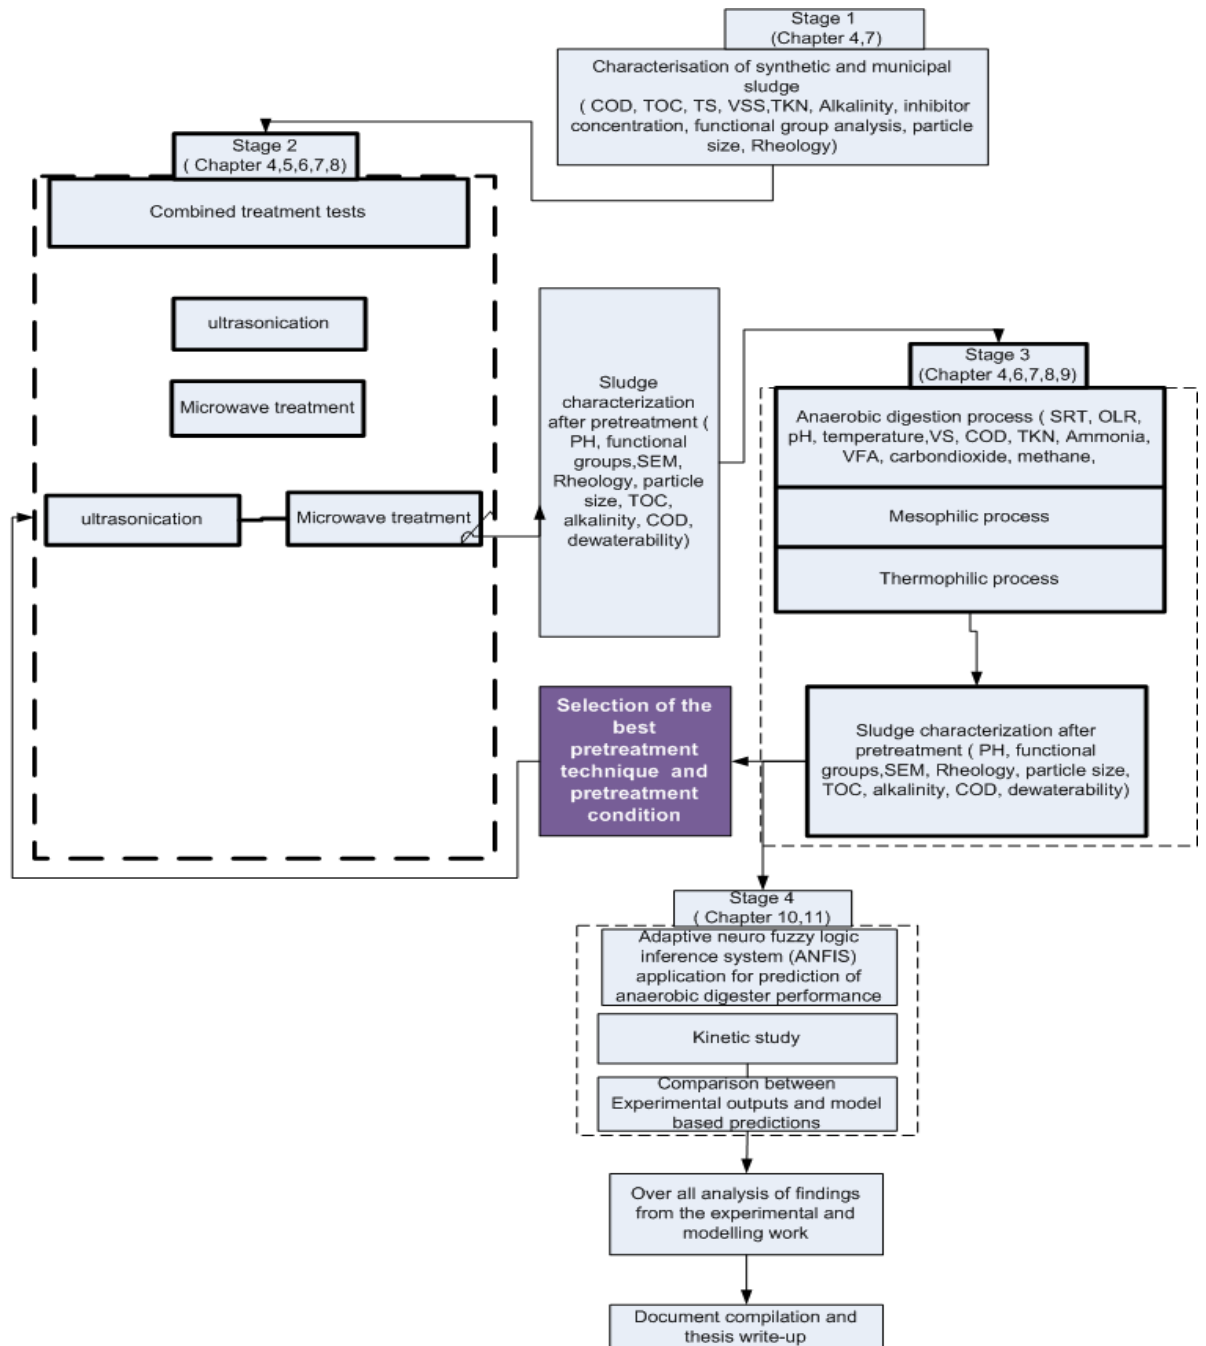 Stage 1
(Chapter 4,7)
Characterisation of synthetic and municipal
sludge
( COD, TOC, TS, VSS,TKN, Alkalinity, inhibitor
concentration, functional group analysis, particle
size, Rheology)
Stage 2
( Chapter 4,5,6,7,8)
Combined treatment tests
ultrasonication
Microwave treatment
ultrasonication
Microwave treatment
Sludge
characterization
after pretreatment (
PH, functional
groups,SEM,
Rheology, particle
size, TOC,
alkalinity, COD,
dewaterability)
Stage 3
(Chapter 4,6,7,8,9)
Anaerobic digestion process ( SRT, OLR,
pH, temperature,VS, COD, TKN, Ammonia,
VFA, carbondioxide, methane,
Mesophilic process
Thermophilic process
Sludge characterization after
pretreatment ( PH, functional
groups,SEM, Rheology, particle size,
TOC, alkalinity, COD, dewaterability)
Selection of the
best
pretreatment
technique and
pretreatment
condition
Stage 4
( Chapter 10,11)
Adaptive neuro fuzzy logic
inference system (ANFIS)
application for prediction of
anaerobic digester performance
Kinetic study
Comparison between
Experimental outputs and model
based predictions
Over all analysis of findings
from the experimental and
modelling work
Document compilation and
thesis write-up